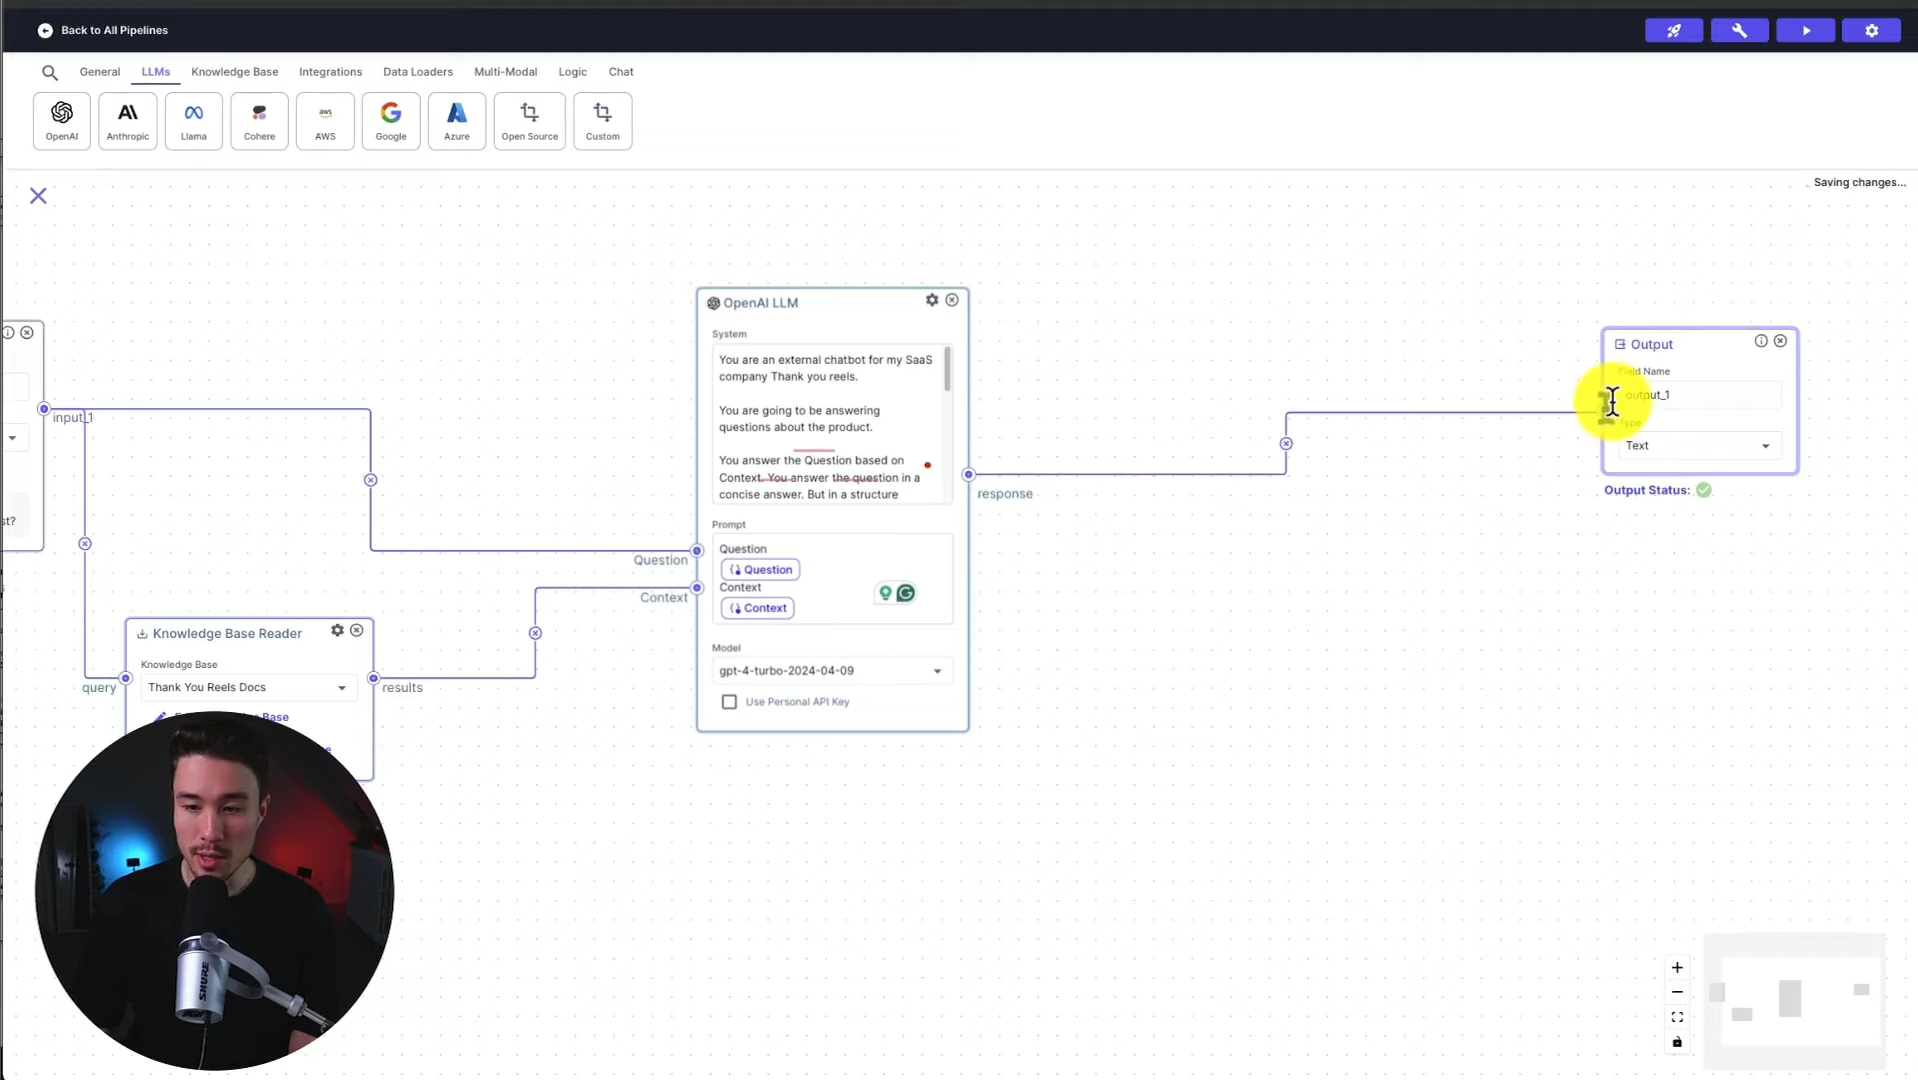 Back to All Pipelines
General
LLMs
Knowledge Base
Integrations
Data Loaders
Multi-Modal
Logic
Chat
OpenAI
Anthropic
Llama
Cohere
aws
AWS
Google
Azure
Open Source
Custom
Saving changes...
input_1
st?
Knowledge Base Reader
Knowledge Base
Thank You Reels Docs
Base
query
results
OpenAI LLM
System
You are an external chatbot for my SaaS
company Thank you reels.
You are going to be answering
questions about the product.
You answer the Question based on
Context. You answer the question in a
concise answer. But in a structure
Prompt
Question
Question
Context
Context
Model
gpt-4-turbo-2024-04-09
Use Personal API Key
Question
Context
response
Output
Field Name
output_1
Type
Text
Output Status:
SHURE